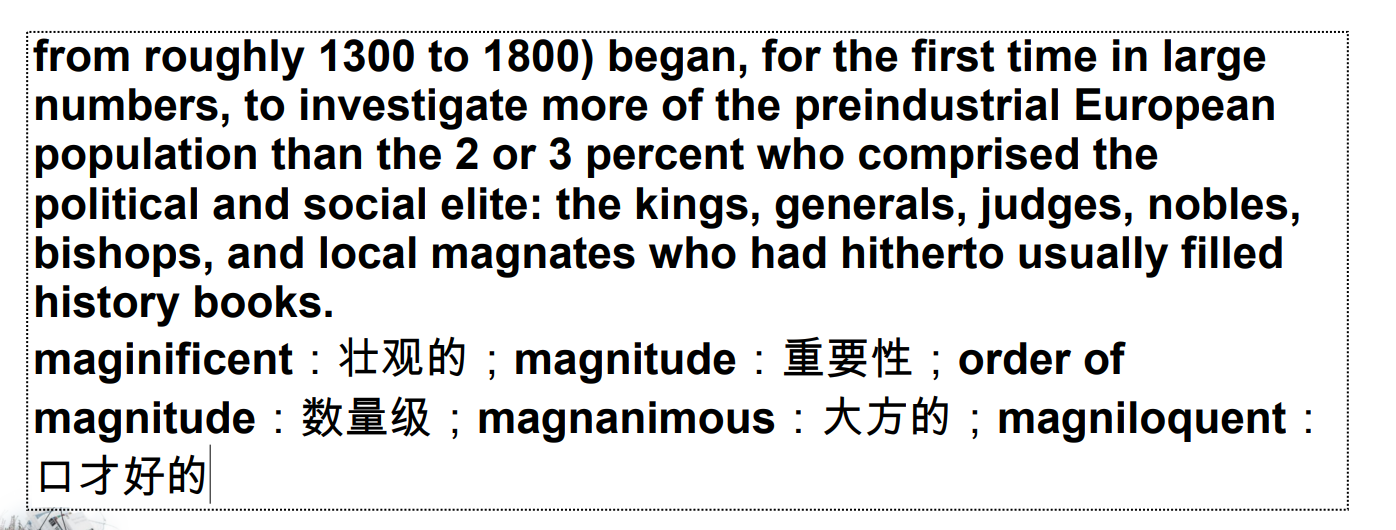 from roughly 1300 to 1800) began, for the first time in large
numbers, to investigate more of the preindustrial European
population than the 2 or 3 percent who comprised the
political and social elite: the kings, generals, judges, nobles,
bishops, and local magnates who had hitherto usually filled
history books.
maginificent：壮观的；magnitude：重要性；order of
magnitude：数量级；magnanimous：大方的；magniloquent：
口才好的